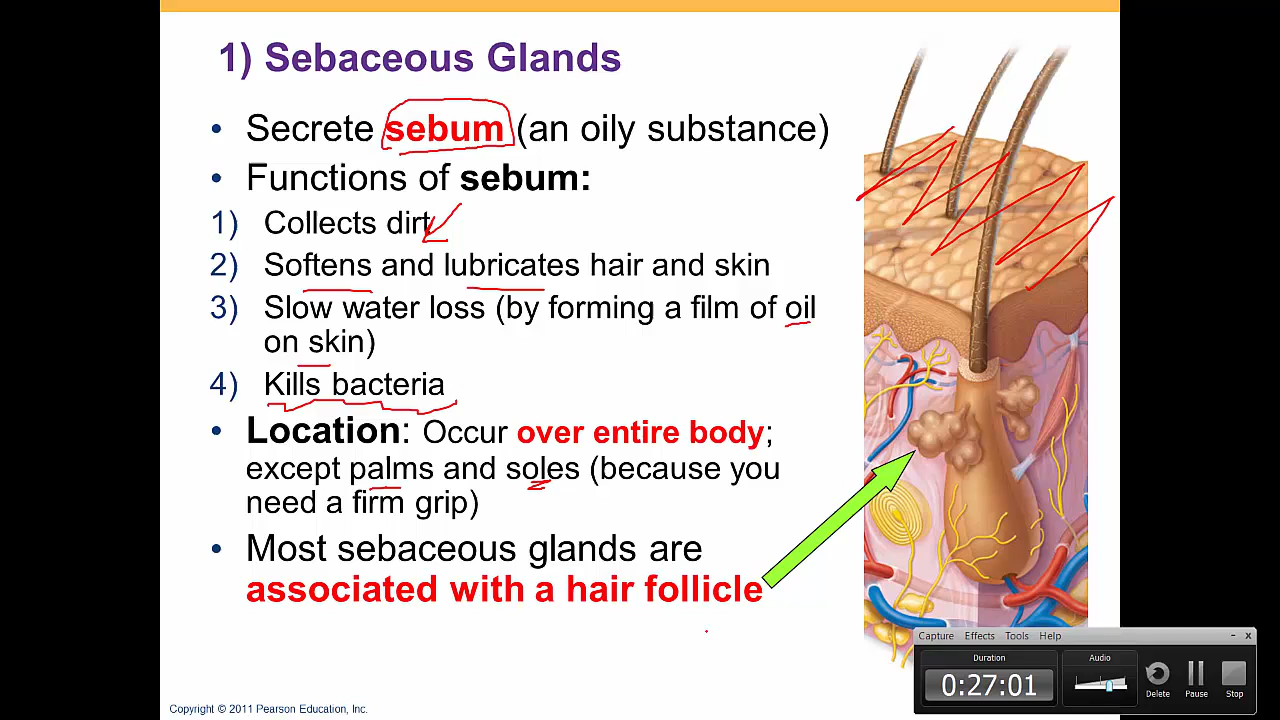 1) Sebaceous Glands
• Secrete sebum (an oily substance)
• Functions of sebum:
1) Collects dirt
2) Softens and lubricates hair and skin
3) Slow water loss (by forming a film of oil
on skin)
4) Kills bacteria
• Location: Occur over entire body;
except palms and soles (because you
need a firm grip)
• Most sebaceous glands are
associated with a hair follicle
Copyright © 2011 Pearson Education, Inc.
Capture Effects Tools Help
Duration
0:27:01
Audio
Delete
Pause
Stop